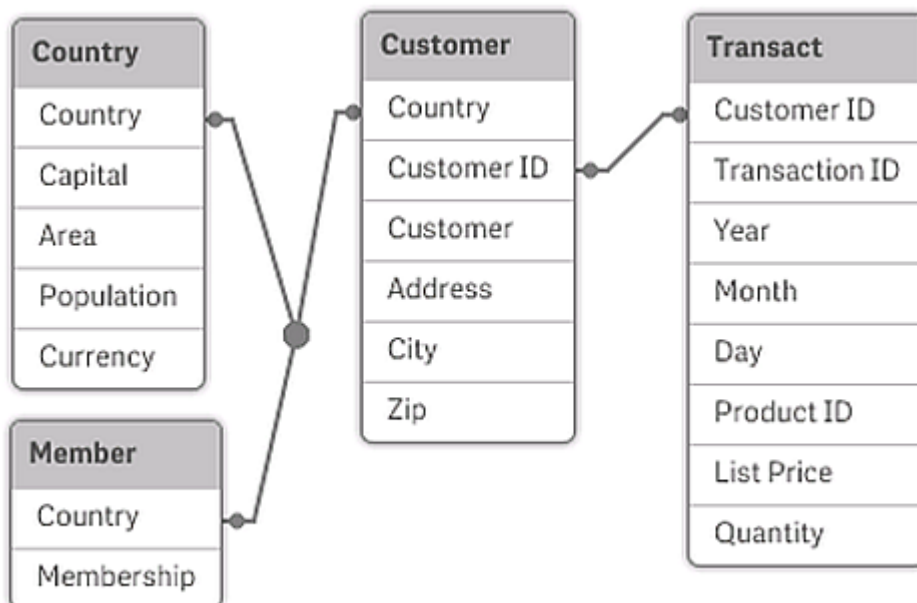 Country
Country
Capital
Area
Population
Currency
Member
Country
Membership
Customer
Country
Customer ID
Customer
Address
City
Zip
Transact
Customer ID
Transaction ID
Year
Month
Day
Product ID
List Price
Quantity